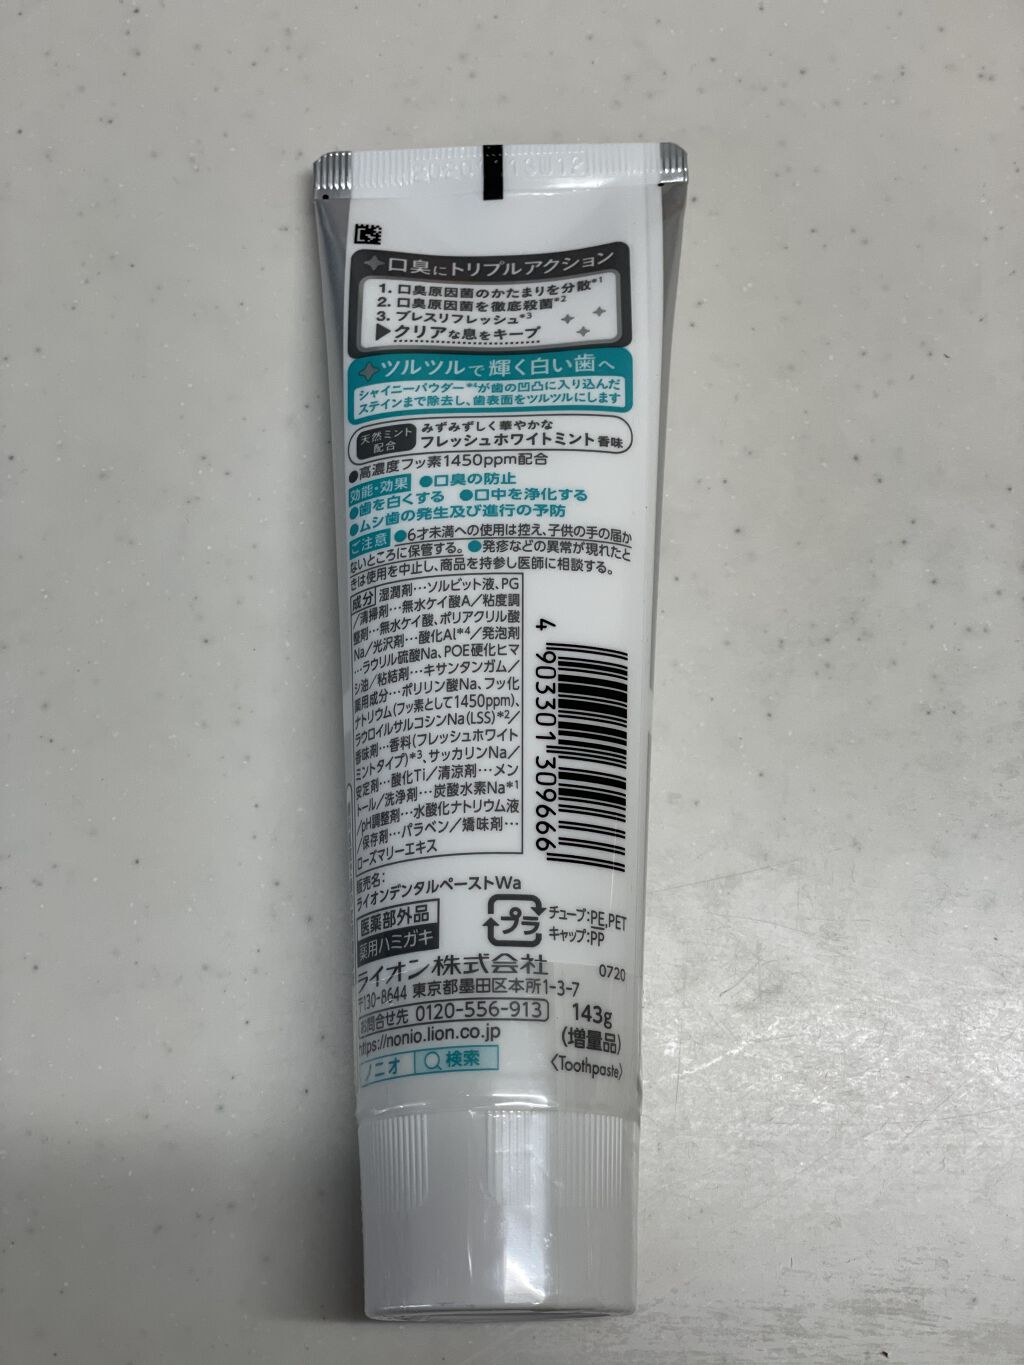 口臭にトリプルアクション
1. 口臭原因菌のかたまりを分散*1
2. 口臭原因菌を徹底殺菌*2
3. ブレスリフレッシュ*3
▶クリアな息をキープ
ツルツルで輝く白い歯へ
シャイニーパウダー*4が歯の凹凸に入り込んだ
ステインまで除去し、歯表面をツルツルにします
天然ミント
配合
みずみずしく華やかな
フレッシュホワイトミント香味
●高濃度フッ素1450ppm配合
効能・効果 ●口臭の防止
●歯を白くする ●口中を浄化する
●ムシ歯の発生及び進行の予防
ご注意 ●6才未満への使用は控え、子供の手の届か
ないところに保管する。●発疹などの異常が現れたと
きは使用を中止し、商品を持参し医師に相談する。
成分 湿潤剤…ソルビット液、PG
/清掃剤…無水ケイ酸A/粘度調
整剤…無水ケイ酸、ポリアクリル酸
Na/光沢剤…酸化Al*4/発泡剤
…ラウリル硫酸Na、POE硬化ヒマ
シ油/粘結剤…キサンタンガム/
薬用成分…ポリリン酸Na、フッ化
ナトリウム(フッ素として1450ppm)、
ラウロイルサルコシンNa(LSS)*2/
香味剤…香料(フレッシュホワイト
ミントタイプ)*3、サッカリンNa/
安定剤…酸化Ti/清涼剤…メン
トール/洗浄剤…炭酸水素Na*1
/pH調整剤…水酸化ナトリウム液
/保存剤…パラベン/矯味剤…
ローズマリーエキス
4 903301 309666
販売名:
ライオンデンタルペーストWa
医薬部外品
薬用ハミガキ
プラ
チューブ:PE,PET
キャップ:PP
ライオン株式会社
0720
〒130-8644 東京都墨田区本所1-3-7
お問合せ先 0120-556-913
https://nonio.lion.co.jp
ノニオ 検索
143g
(増量品)
〈Toothpaste〉